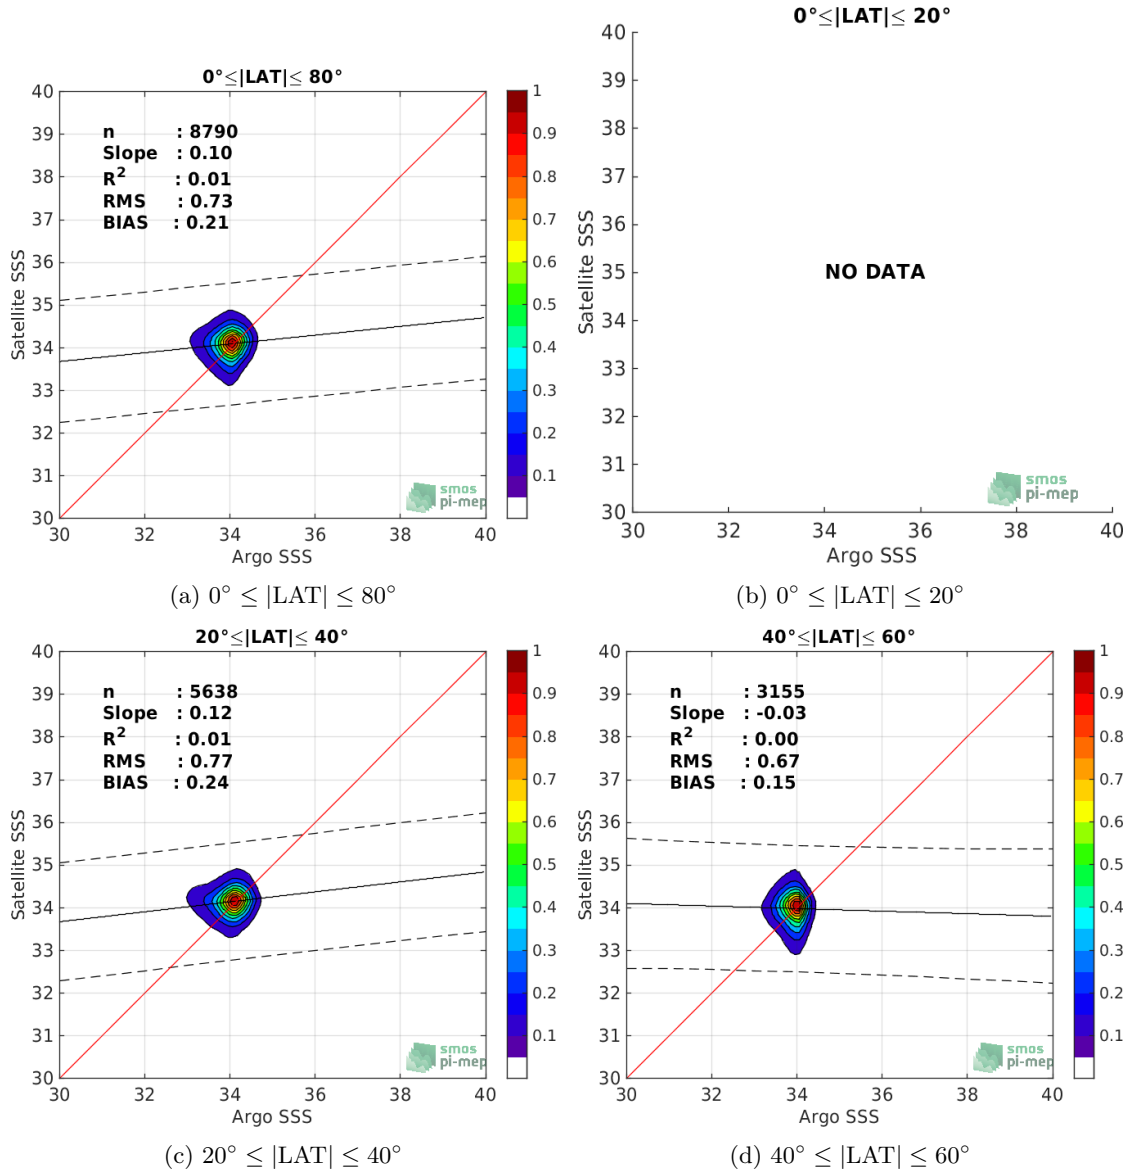 0°≤|LAT|≤ 80°
40
39
38
37
36
35
34
33
32
31
30
Satellite SSS
n : 8790
Slope : 0.10
R² : 0.01
RMS : 0.73
BIAS : 0.21
smos
pi-mep
30 32 34 36 38 40
Argo SSS
1
0.9
0.8
0.7
0.6
0.5
0.4
0.3
0.2
0.1
(a) 0° ≤ |LAT| ≤ 80°
0°≤|LAT|≤ 20°
40
39
38
37
36
35
34
33
32
31
30
Satellite SSS
NO DATA
smos
pi-mep
30 32 34 36 38 40
Argo SSS
(b) 0° ≤ |LAT| ≤ 20°
20°≤|LAT|≤ 40°
40
39
38
37
36
35
34
33
32
31
30
Satellite SSS
n : 5638
Slope : 0.12
R² : 0.01
RMS : 0.77
BIAS : 0.24
smos
pi-mep
30 32 34 36 38 40
Argo SSS
1
0.9
0.8
0.7
0.6
0.5
0.4
0.3
0.2
0.1
(c) 20° ≤ |LAT| ≤ 40°
40°≤|LAT|≤ 60°
40
39
38
37
36
35
34
33
32
31
30
Satellite SSS
n : 3155
Slope : -0.03
R² : 0.00
RMS : 0.67
BIAS : 0.15
smos
pi-mep
30 32 34 36 38 40
Argo SSS
1
0.9
0.8
0.7
0.6
0.5
0.4
0.3
0.2
0.1
(d) 40° ≤ |LAT| ≤ 60°